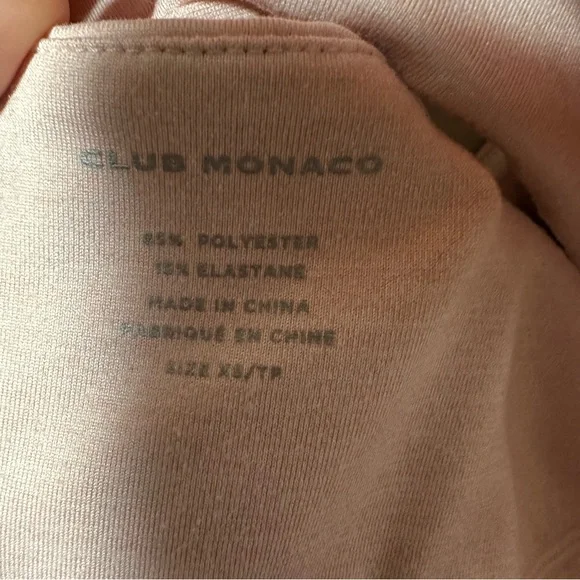 CLUB MONACO
85% POLYESTER
15% ELASTANE
MADE IN CHINA
FABRIQUÉ EN CHINE
SIZE XS/TP